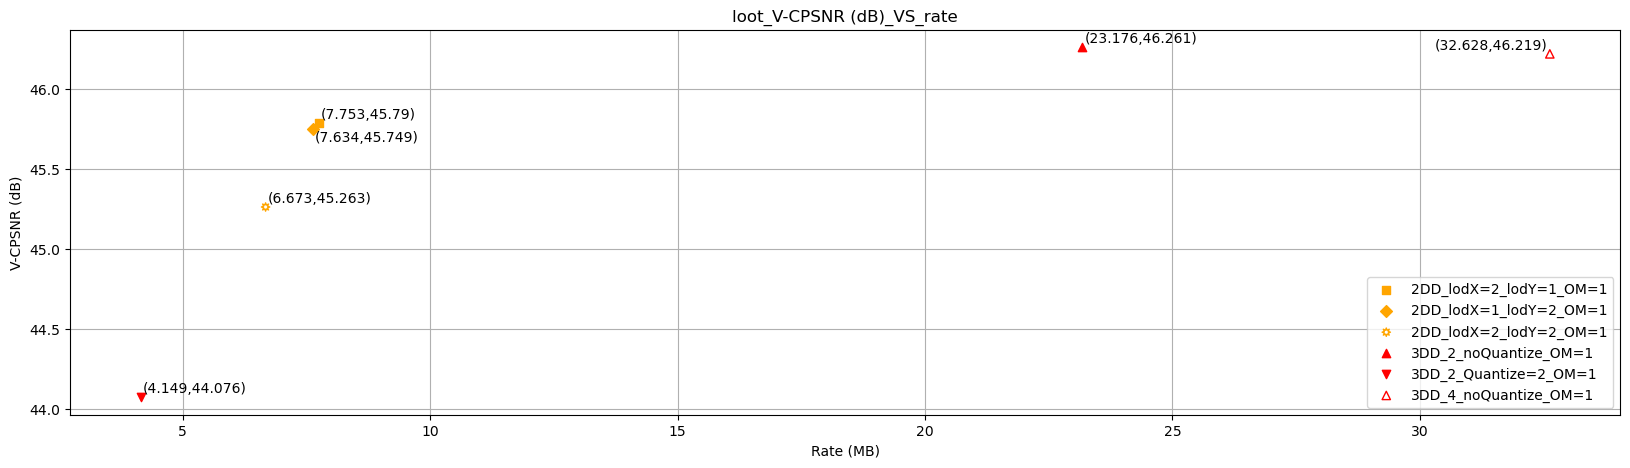 loot_V-CPSNR (dB)_VS_rate
(23.176,46.261)
(32.628,46.219)
46.0
(7.753,45.79)
(7.634,45.749)
45.5
(6.673,45.263)
V-CPSNR (dB)
45.0
2DD_lodX=2_lodY=1_OM=1
2DD_lodX=1_lodY=2_OM=1
2DD_lodX=2_lodY=2_OM=1
44.5
3DD_2_noQuantize_OM=1
3DD_2_Quantize=2_OM=1
3DD_4_noQuantize_OM=1
(4.149,44.076)
44.0
5 10 15 20 25 30
Rate (MB)